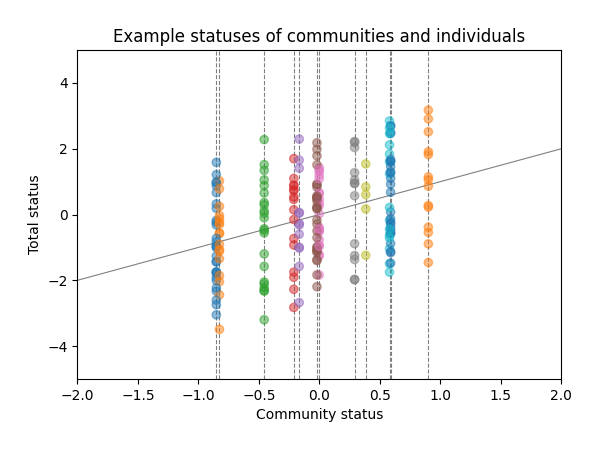 Example statuses of communities and individuals
Total status
4
2
0
−2
−4
−2.0 −1.5 −1.0 −0.5 0.0 0.5 1.0 1.5 2.0
Community status